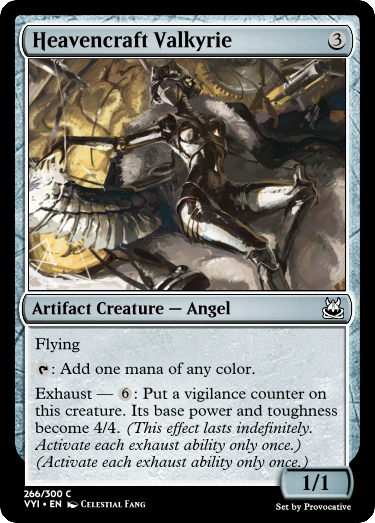 Heavencraft Valkyrie 3
Artifact Creature — Angel
Flying
: Add one mana of any color.
Exhaust — 6: Put a vigilance counter on
this creature. Its base power and toughness
become 4/4. (This effect lasts indefinitely.
Activate each exhaust ability only once.)
(Activate each exhaust ability only once.)
1/1
266/300 C
VYI • EN Celestial Fang
Set by Provocative